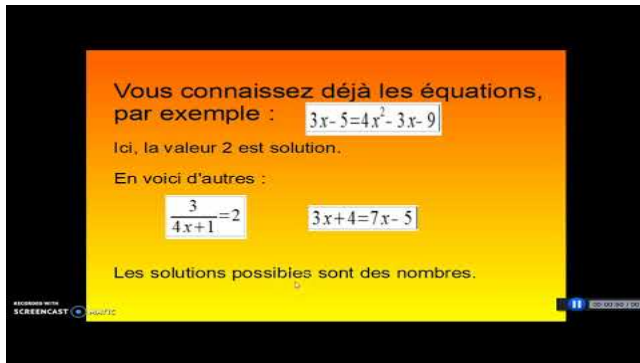 Vous connaissez déjà les équations,
par exemple : 3x-5=4x²-3x-9
Ici, la valeur 2 est solution.
En voici d'autres :
3/(4x+1)=2 3x+4=7x-5
Les solutions possibles sont des nombres.
RECORDED WITH
SCREENCAST MATIC